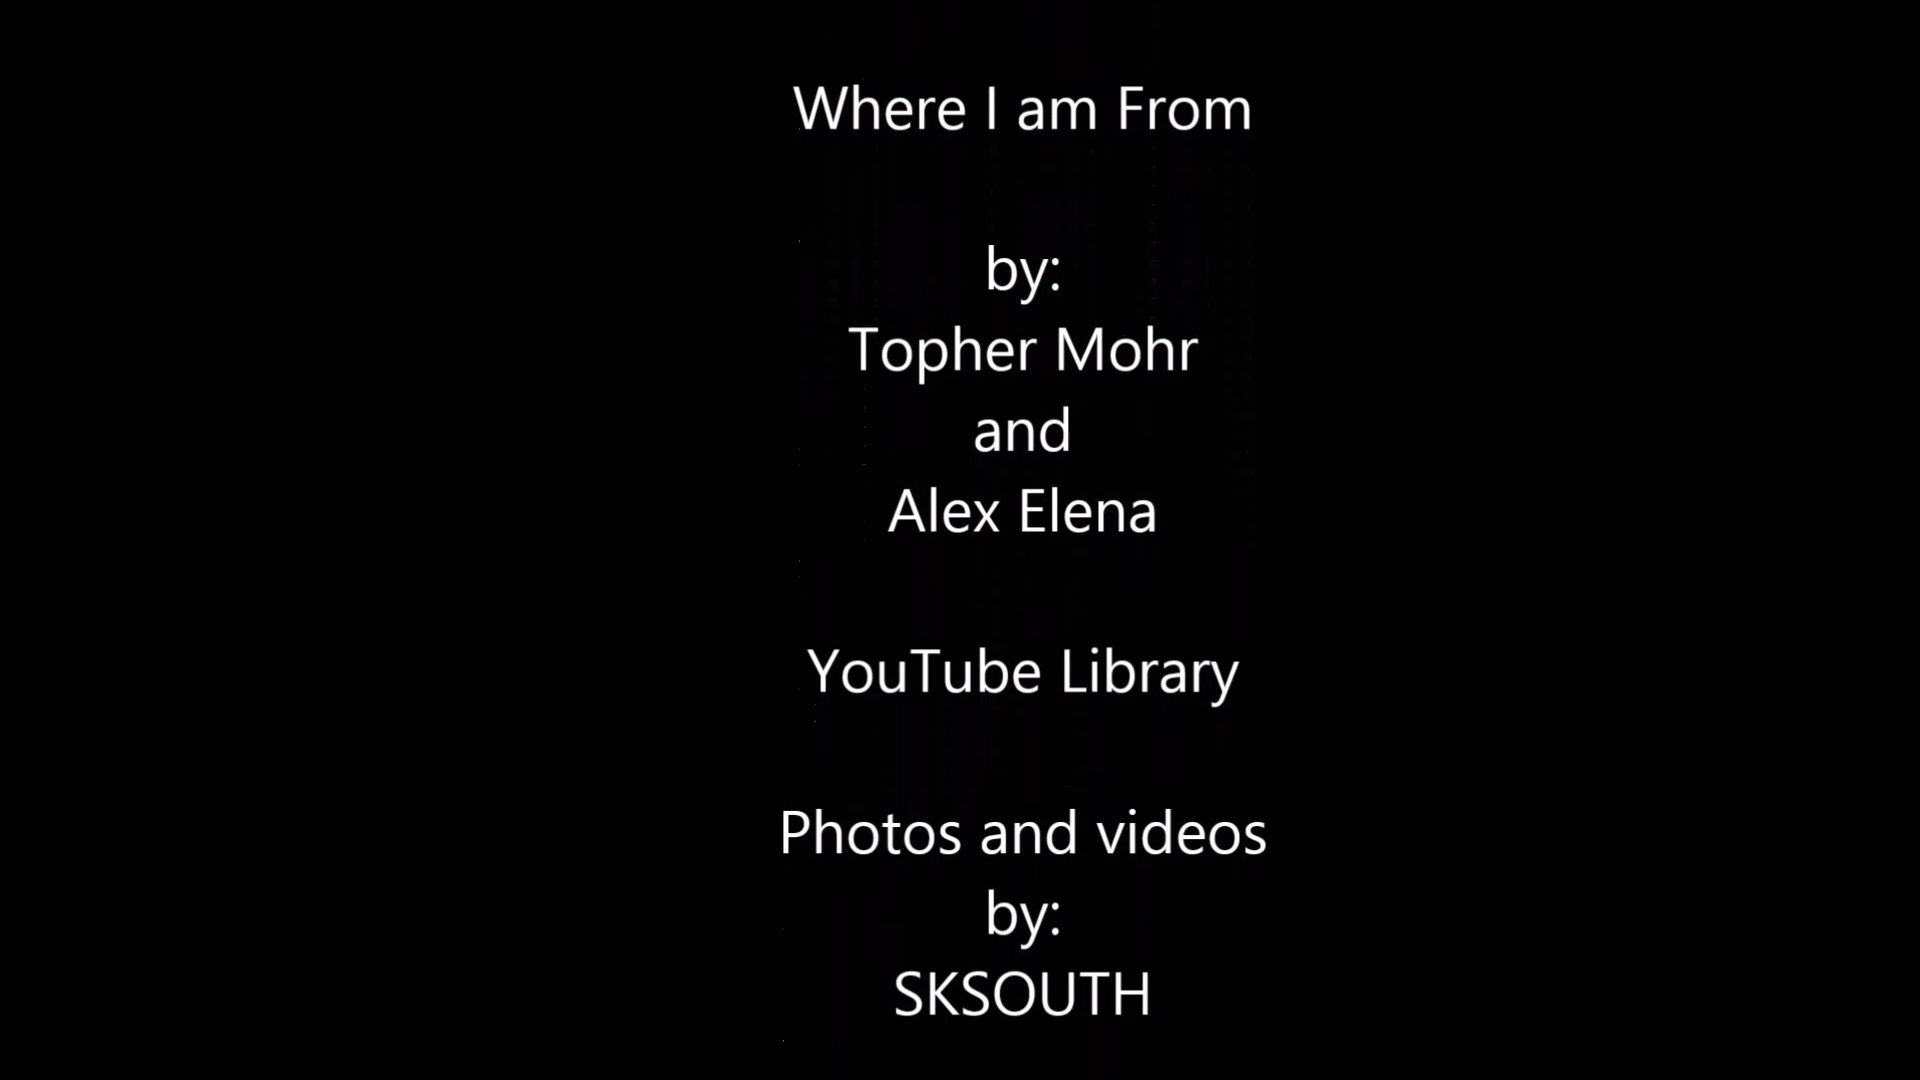 Where I am From
by:
Topher Mohr
and
Alex Elena
YouTube Library
Photos and videos
by:
SKSOUTH